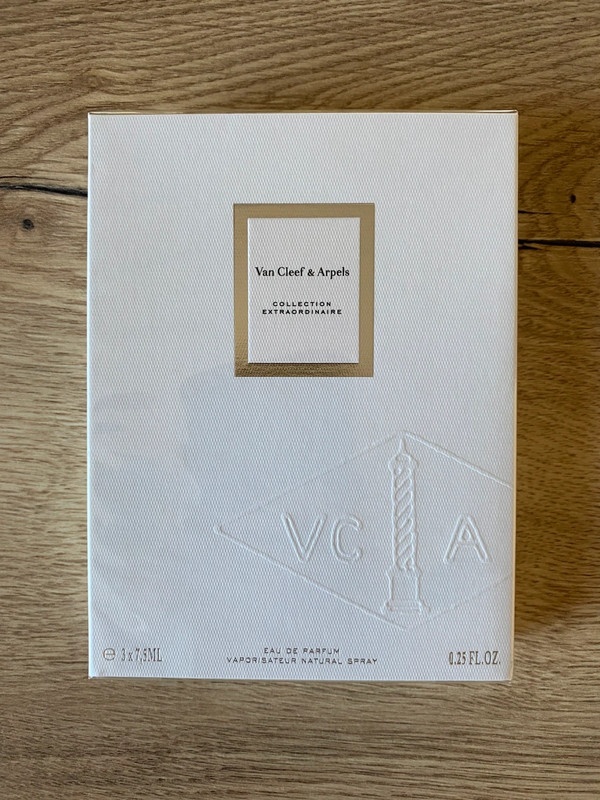 Van Cleef & Arpels
COLLECTION
EXTRAORDINAIRE
VC A
℮ 3 x 7,5ML
EAU DE PARFUM
VAPORISATEUR NATURAL SPRAY
0.25 FL.OZ.